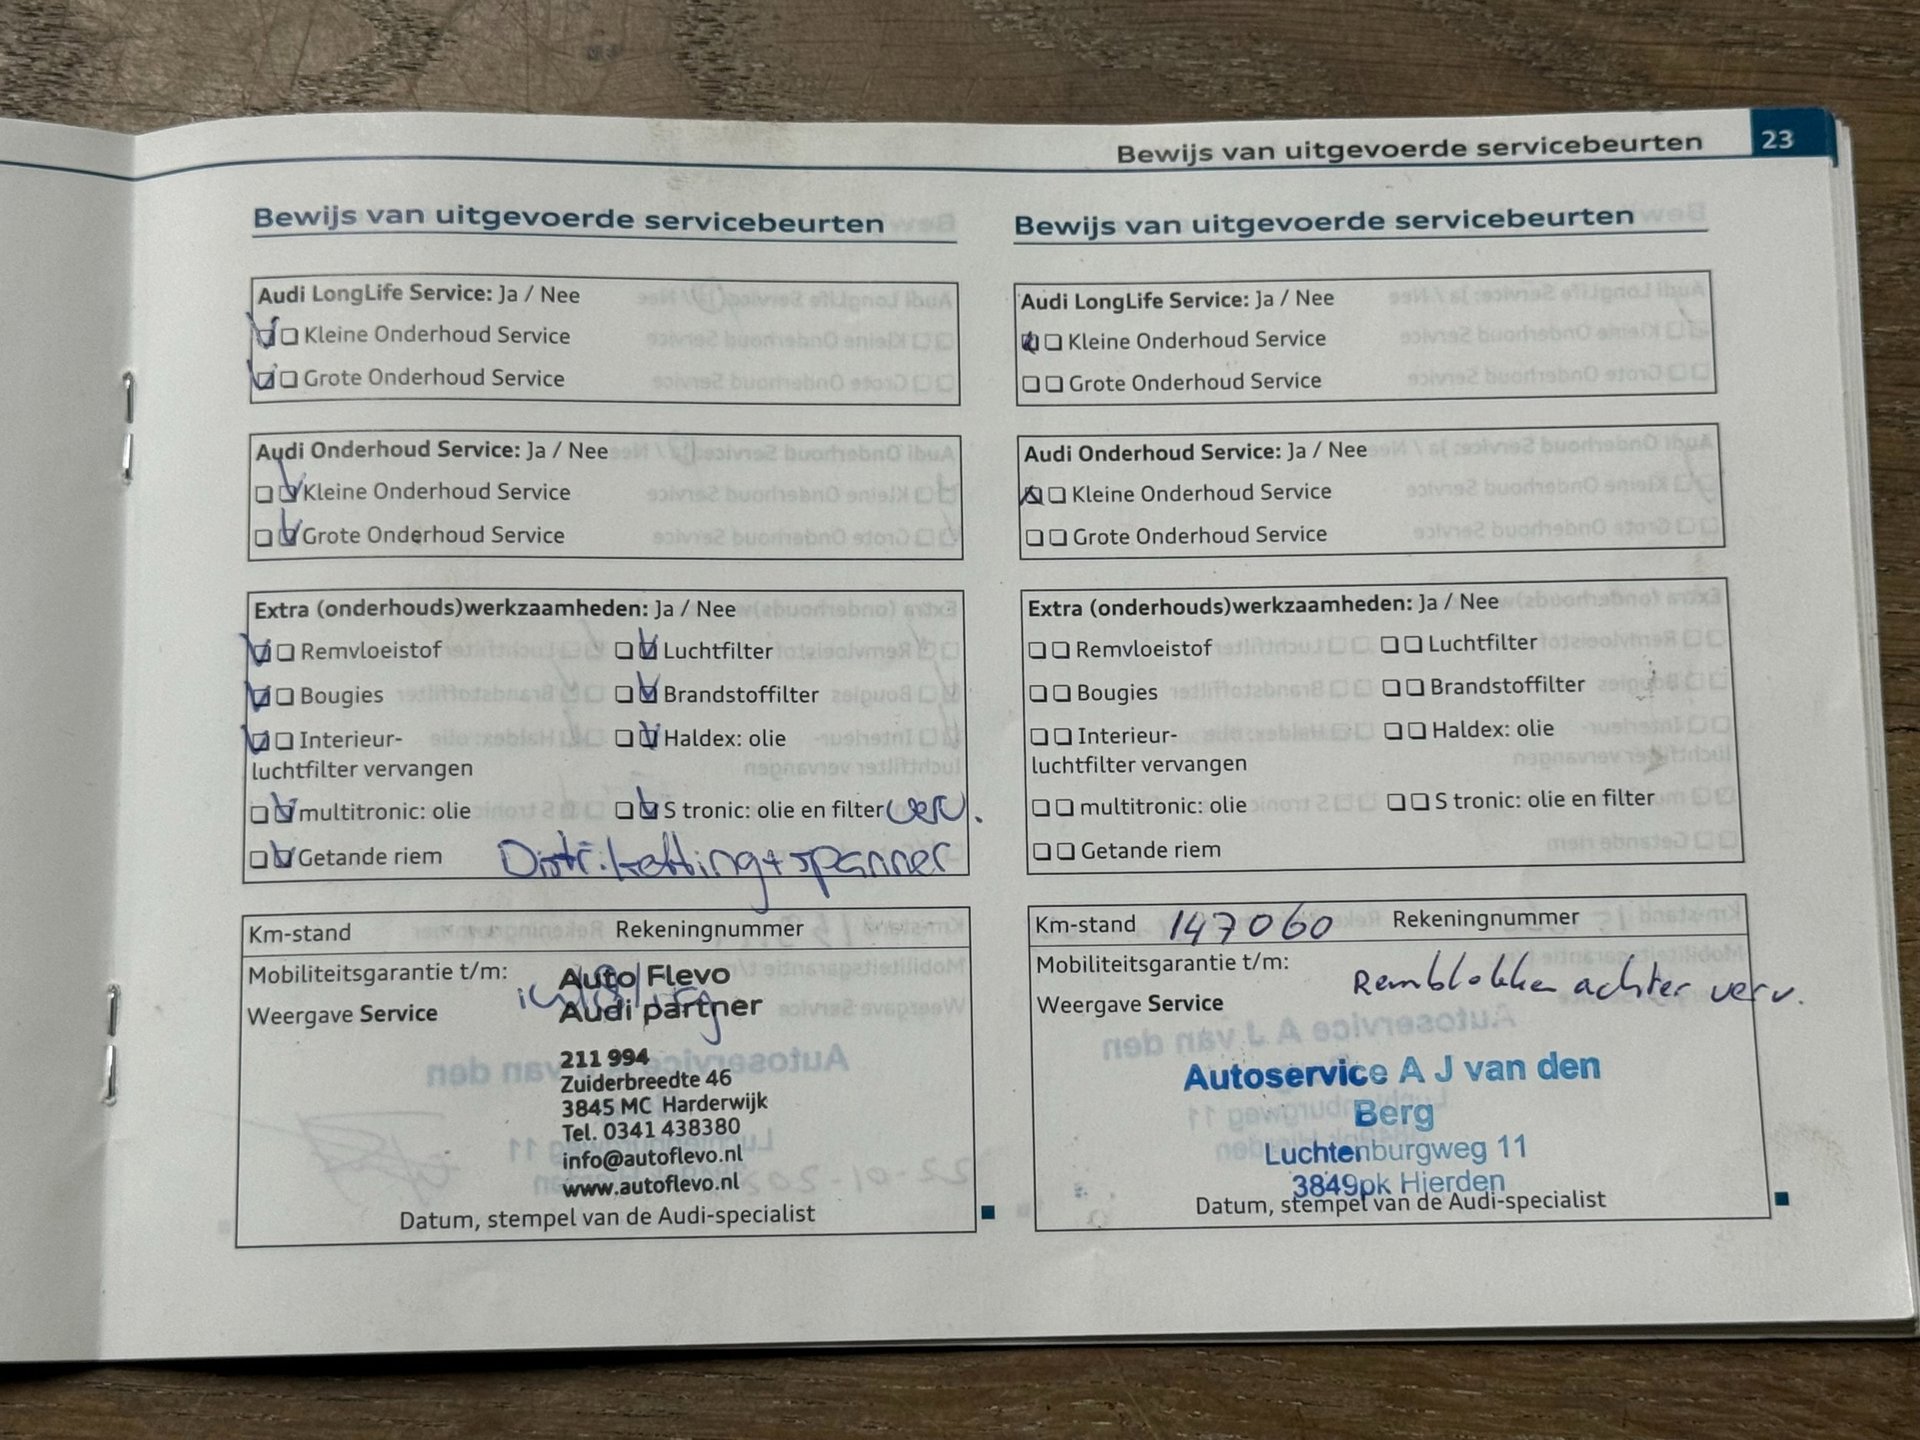 Bewijs van uitgevoerde servicebeurten 23
Bewijs van uitgevoerde servicebeurten
Audi LongLife Service: Ja / Nee
Kleine Onderhoud Service
Grote Onderhoud Service
Audi Onderhoud Service: Ja / Nee
Kleine Onderhoud Service
Grote Onderhoud Service
Extra (onderhouds)werkzaamheden: Ja / Nee
Remvloeistof Luchtfilter
Bougies Brandstoffilter
Interieur- Haldex: olie
luchtfilter vervangen
multitronic: olie S tronic: olie en filter verv.
Getande riem Distri.ketting+spanner
Km-stand Rekeningnummer
Mobiliteitsgarantie t/m:
Weergave Service
Auto Flevo
Audi partner
211 994
Zuiderbreedte 46
3845 MC Harderwijk
Tel. 0341 438380
info@autoflevo.nl
www.autoflevo.nl
Datum, stempel van de Audi-specialist
Bewijs van uitgevoerde servicebeurten
Audi LongLife Service: Ja / Nee
Kleine Onderhoud Service
Grote Onderhoud Service
Audi Onderhoud Service: Ja / Nee
Kleine Onderhoud Service
Grote Onderhoud Service
Extra (onderhouds)werkzaamheden: Ja / Nee
Remvloeistof Luchtfilter
Bougies Brandstoffilter
Interieur- Haldex: olie
luchtfilter vervangen
multitronic: olie S tronic: olie en filter
Getande riem
Km-stand 147060 Rekeningnummer
Mobiliteitsgarantie t/m:
Remblokken achter verv.
Weergave Service
Autoservice A J van den
Berg
Luchtenburgweg 11
3849pk Hierden
Datum, stempel van de Audi-specialist